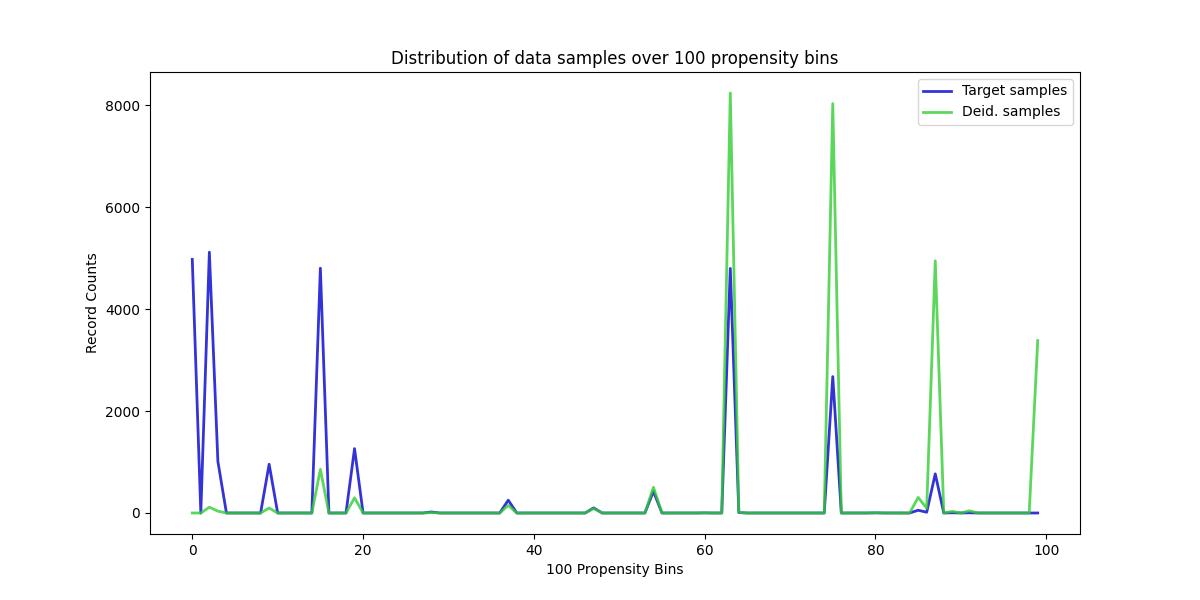 Distribution of data samples over 100 propensity bins
Target samples
Deid. samples
8000
6000
4000
2000
0
Record Counts
0 20 40 60 80 100
100 Propensity Bins